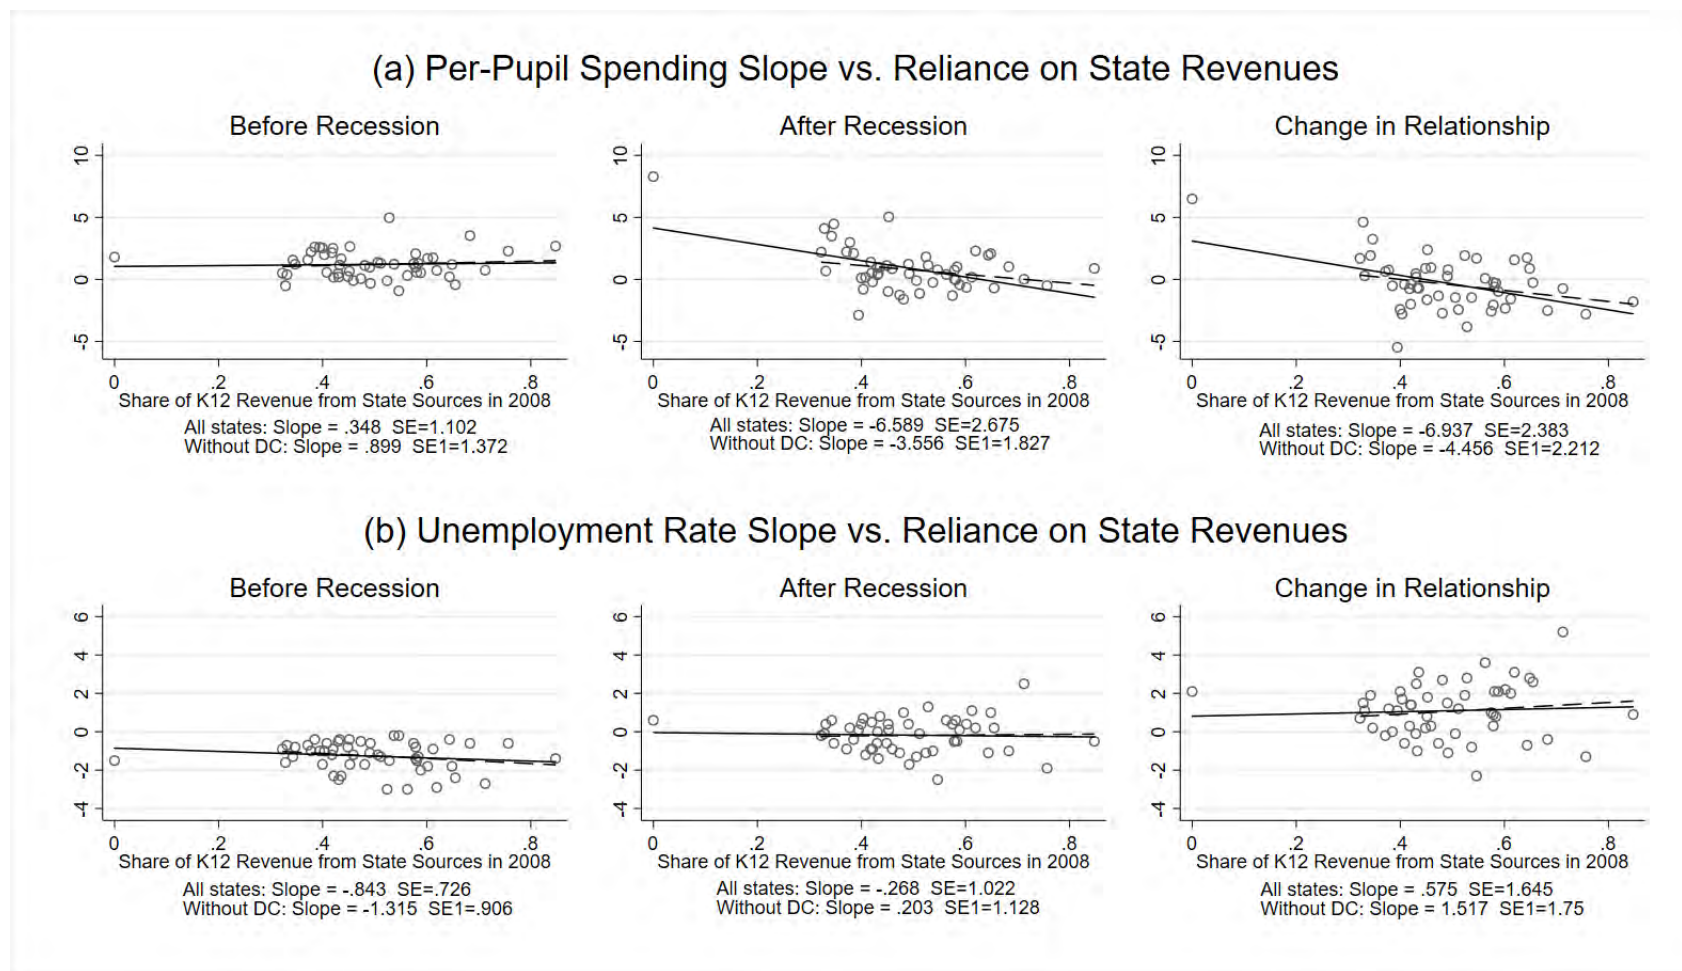 (a) Per-Pupil Spending Slope vs. Reliance on State Revenues
Before Recession
After Recession
Change in Relationship
10
5
0
-5
10
5
0
-5
10
5
0
-5
0 .2 .4 .6 .8
0 .2 .4 .6 .8
0 .2 .4 .6 .8
Share of K12 Revenue from State Sources in 2008
Share of K12 Revenue from State Sources in 2008
Share of K12 Revenue from State Sources in 2008
All states: Slope = .348 SE=1.102
Without DC: Slope = .899 SE1=1.372
All states: Slope = -6.589 SE=2.675
Without DC: Slope = -3.556 SE1=1.827
All states: Slope = -6.937 SE=2.383
Without DC: Slope = -4.456 SE1=2.212
(b) Unemployment Rate Slope vs. Reliance on State Revenues
Before Recession
After Recession
Change in Relationship
6
4
2
0
-2
-4
6
4
2
0
-2
-4
6
4
2
0
-2
-4
0 .2 .4 .6 .8
0 .2 .4 .6 .8
0 .2 .4 .6 .8
Share of K12 Revenue from State Sources in 2008
Share of K12 Revenue from State Sources in 2008
Share of K12 Revenue from State Sources in 2008
All states: Slope = -.843 SE=.726
Without DC: Slope = -1.315 SE1=.906
All states: Slope = -.268 SE=1.022
Without DC: Slope = .203 SE1=1.128
All states: Slope = .575 SE=1.645
Without DC: Slope = 1.517 SE1=1.75